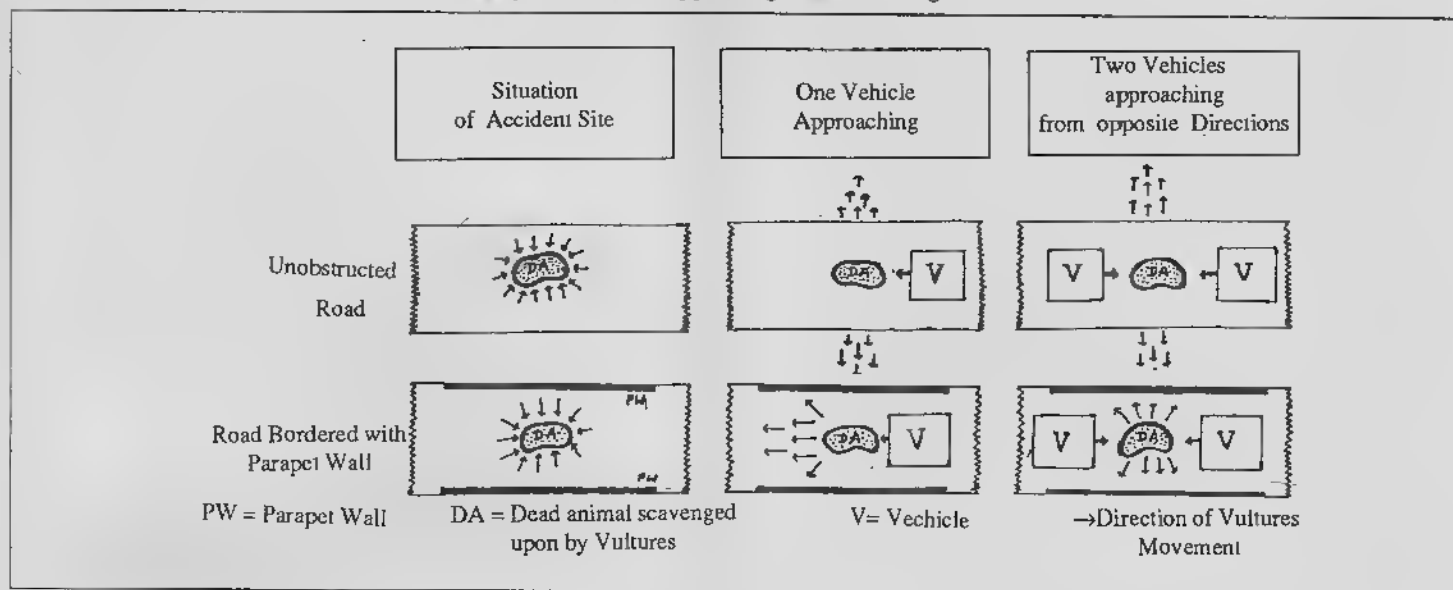 Situation
of Accident Site
One Vehicle
Approaching
Two Vehicles
approaching
from opposite Directions
Unobstructed
Road
DA
DA
V
V
DA
V
Road Bordered with
Parapet Wall
PW
DA
PW
DA
V
V
DA
V
PW = Parapet Wall
DA = Dead animal scavenged
upon by Vultures
V= Vechicle
→Direction of Vultures
Movement